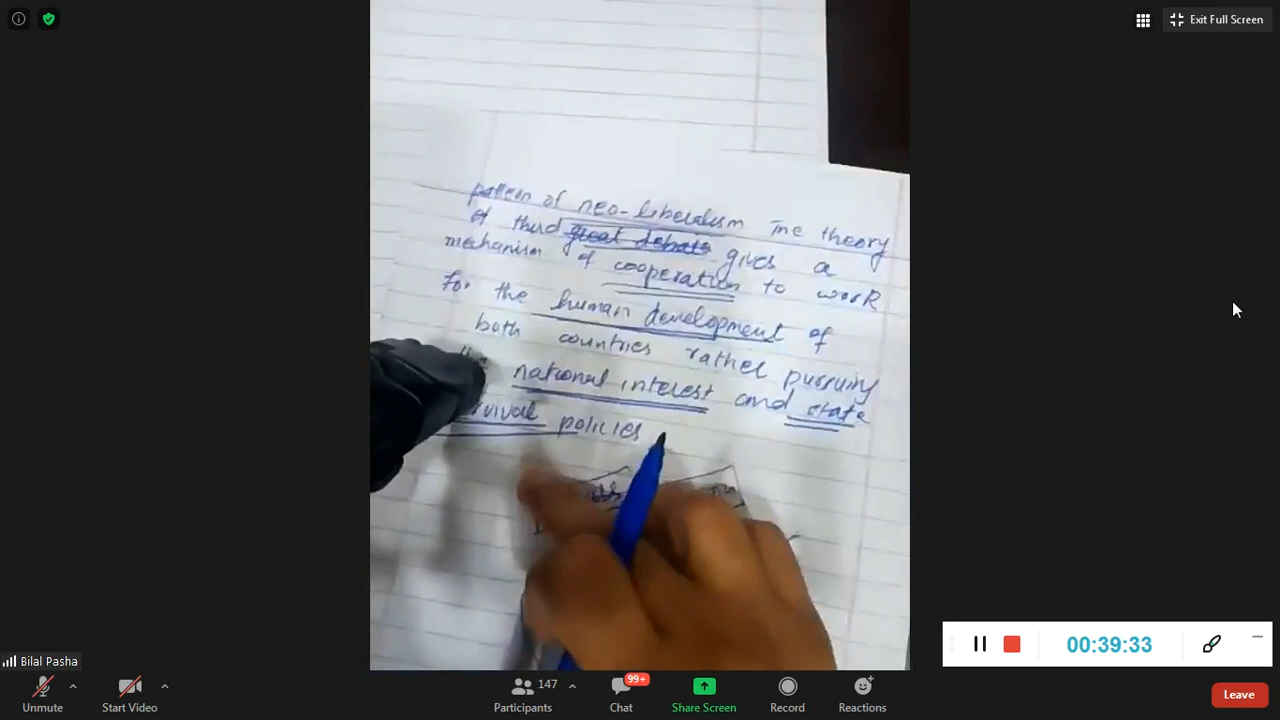 Exit Full Screen
pattern of neo-liberalism The theory
of third great debate gives a
mechanism of cooperation to work
for the human development of
both countries rather pursuing
national interest and state
survival policies
00:39:33
Bilal Pasha
Unmute
Start Video
147
Participants
99+
Chat
Share Screen
Record
Reactions
Leave